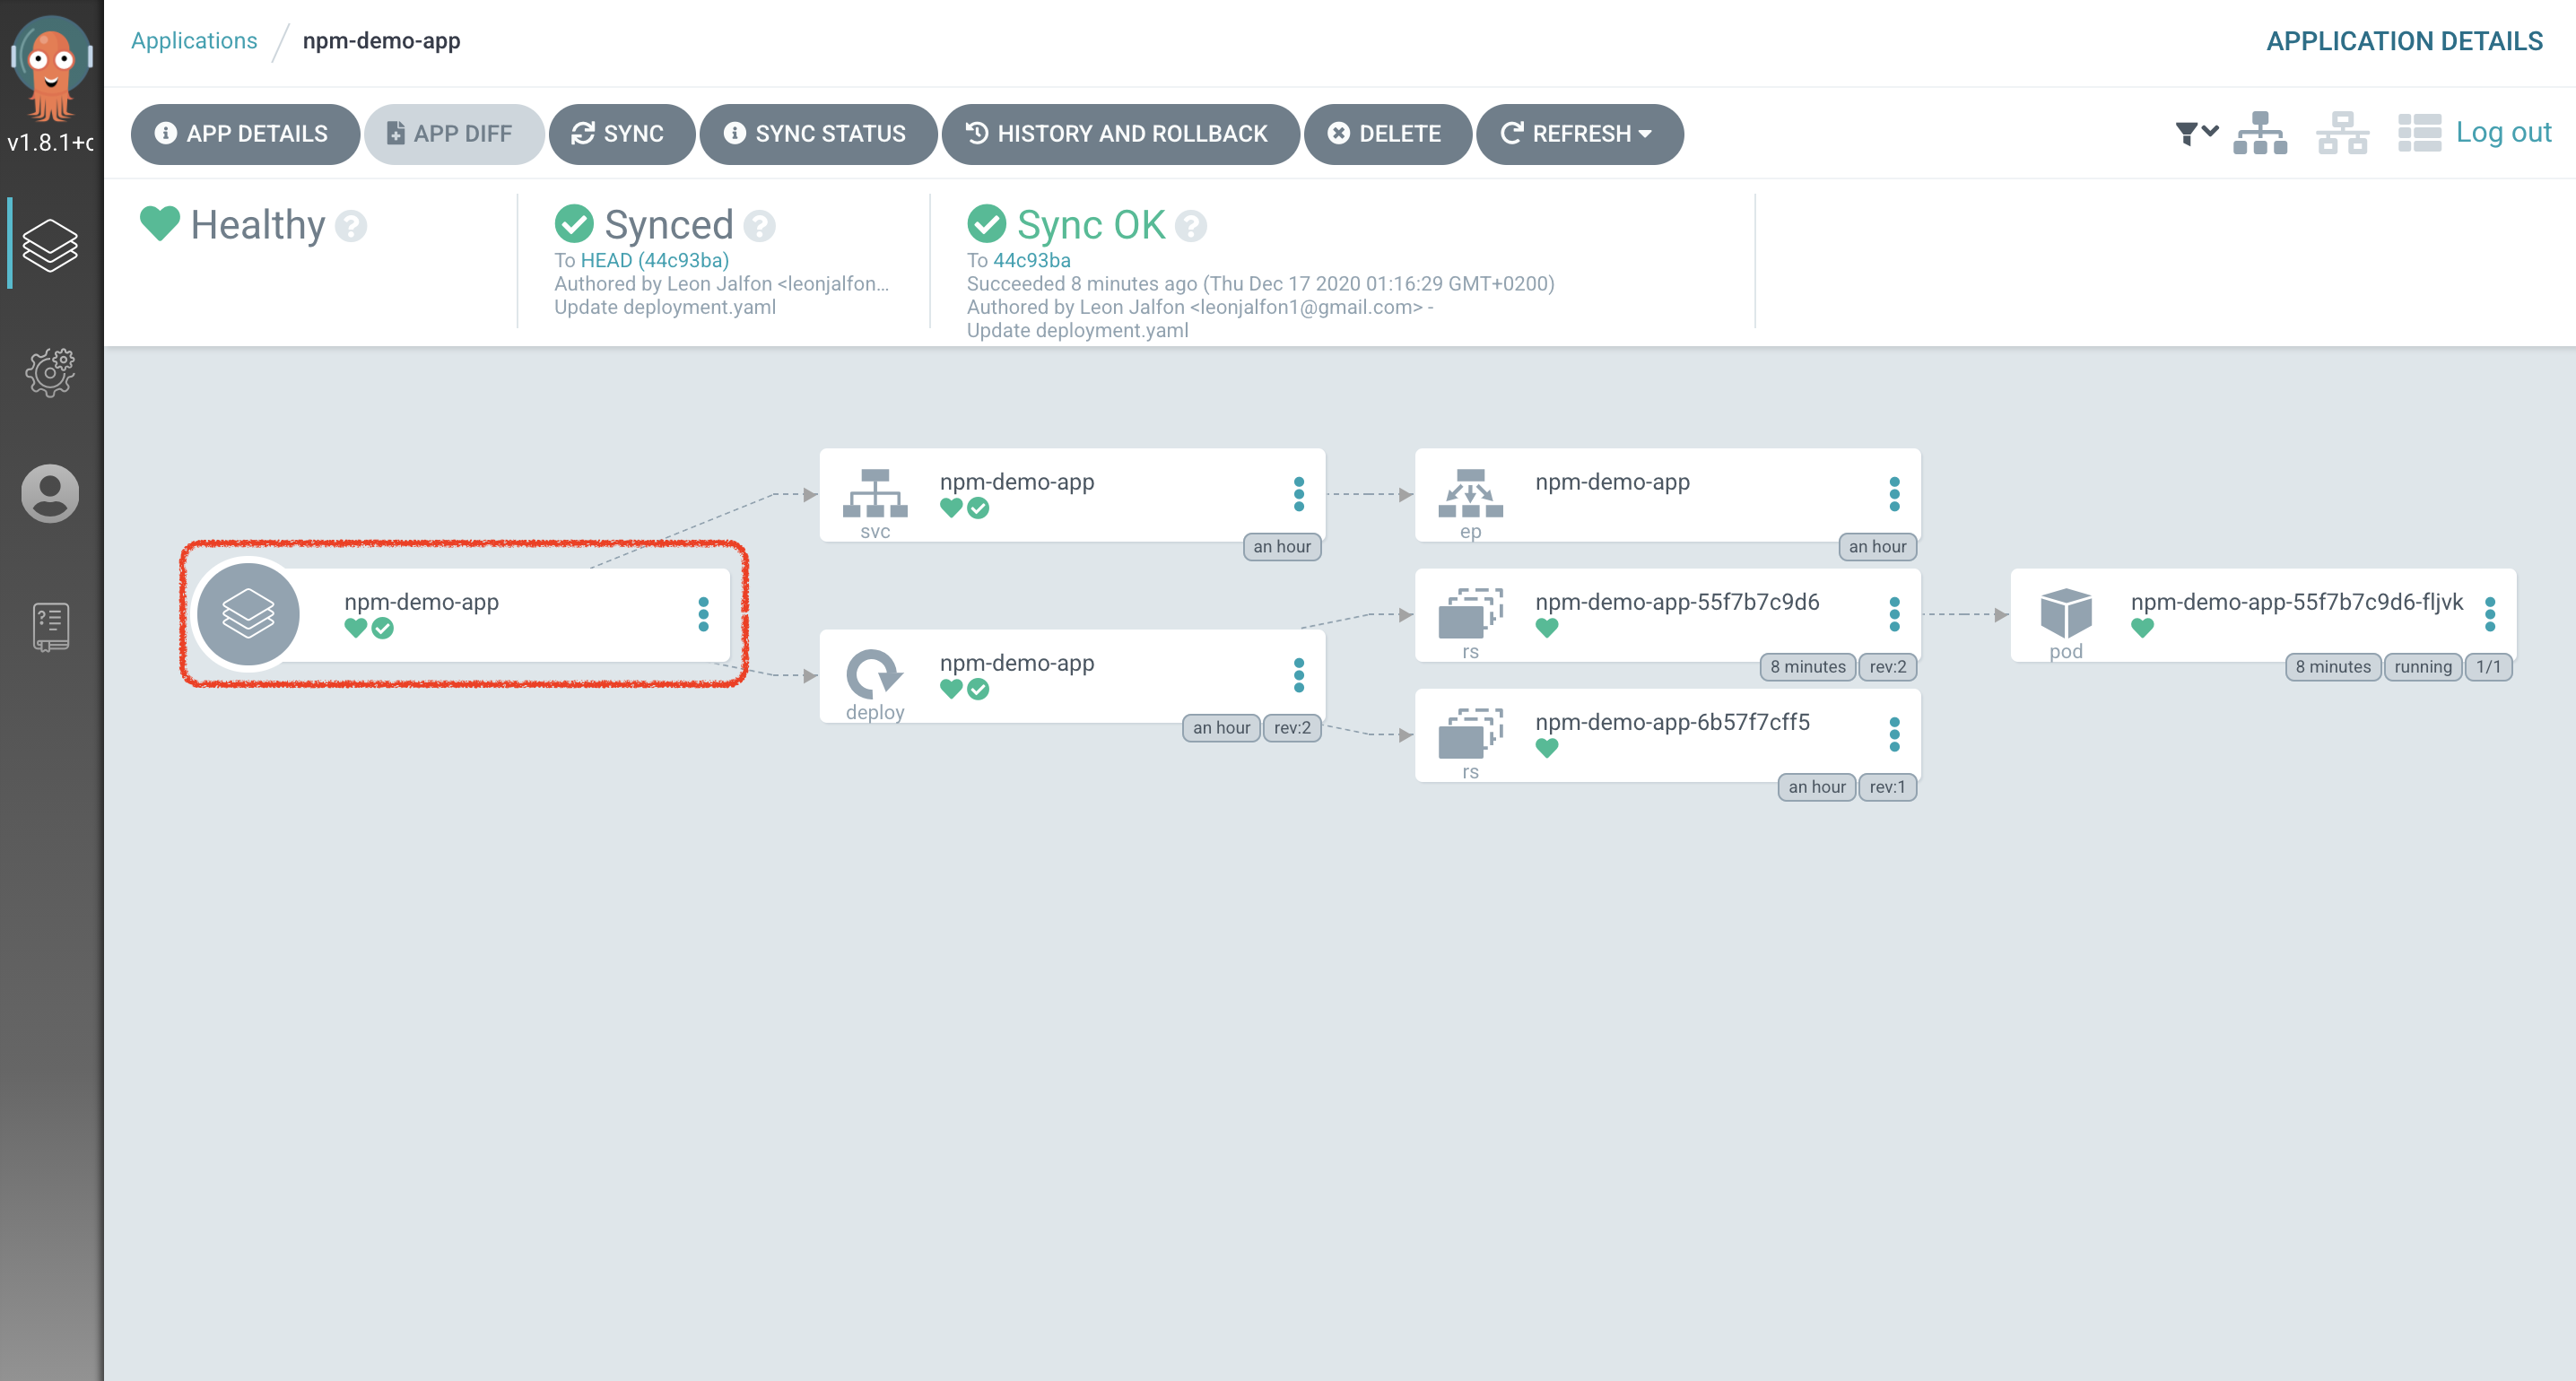 Applications / npm-demo-app
APPLICATION DETAILS
v1.8.1+c
APP DETAILS
APP DIFF
SYNC
SYNC STATUS
HISTORY AND ROLLBACK
DELETE
REFRESH
Log out
Healthy ?
Synced ?
To HEAD (44c93ba)
Authored by Leon Jalfon <leonjalfon...
Update deployment.yaml
Sync OK ?
To 44c93ba
Succeeded 8 minutes ago (Thu Dec 17 2020 01:16:29 GMT+0200)
Authored by Leon Jalfon <leonjalfon1@gmail.com> -
Update deployment.yaml
npm-demo-app
npm-demo-app
svc
an hour
npm-demo-app
ep
an hour
npm-demo-app
deploy
an hour
rev:2
npm-demo-app-55f7b7c9d6
rs
8 minutes
rev:2
npm-demo-app-55f7b7c9d6-fljvk
pod
8 minutes
running
1/1
npm-demo-app-6b57f7cff5
rs
an hour
rev:1